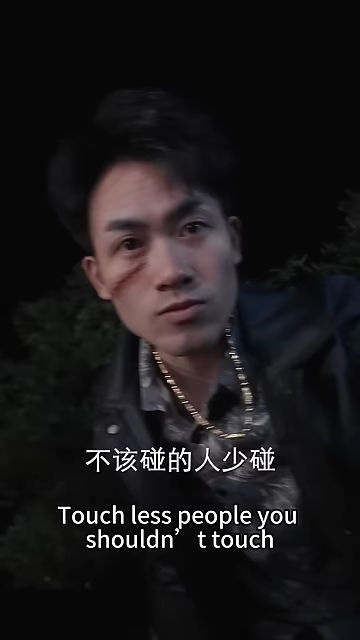 不该碰的人少碰
Touch less people you
shouldn’t touch